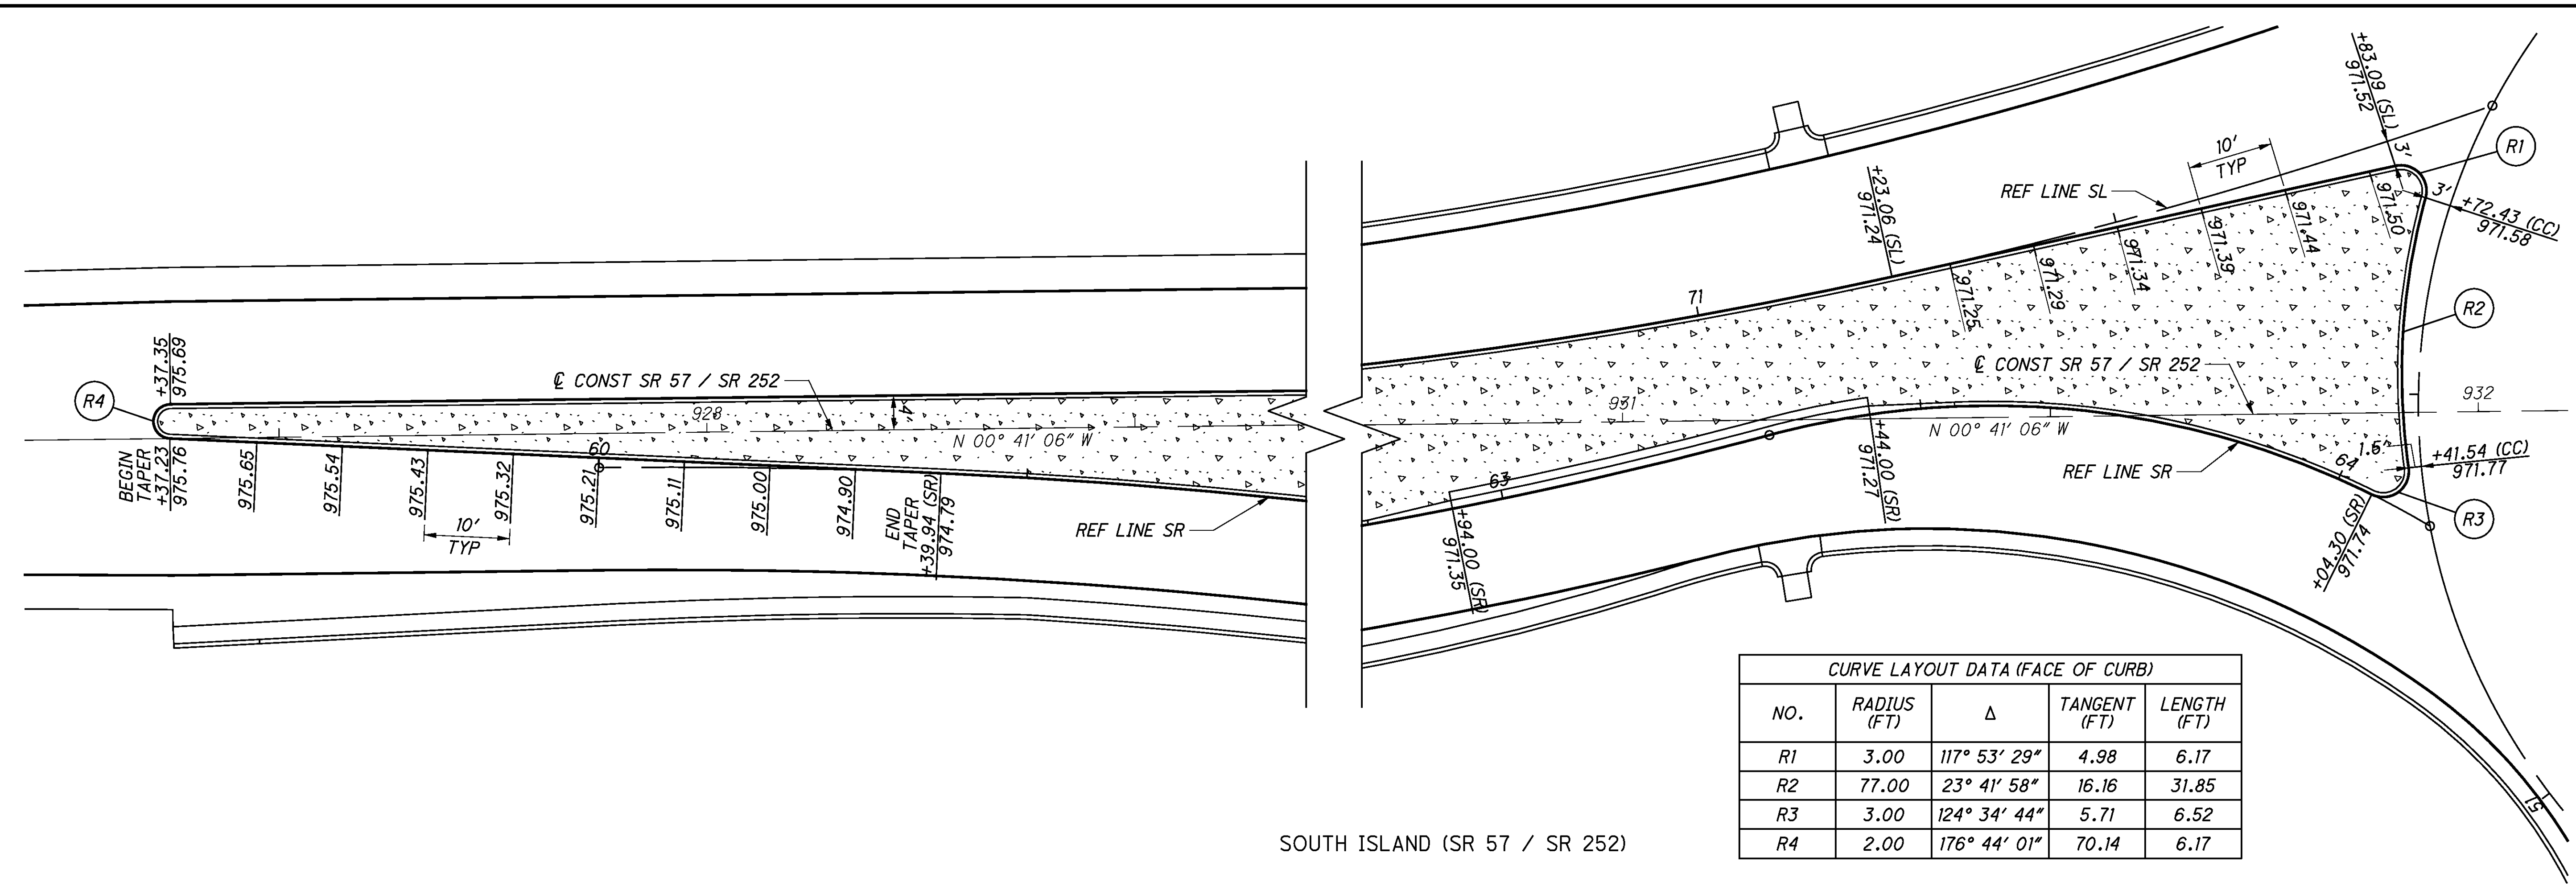 +83.09 (SL)
971.52
3'
R1
10'
TYP
REF LINE SL
+23.06 (SL)
971.24
3'
+72.43 (CC)
971.58
971.50
971.44
971.39
971.34
971.29
971.25
71
R2
+37.35
975.69
R4
℄ CONST SR 57 / SR 252
928
4'
N 00° 41' 06" W
℄ CONST SR 57 / SR 252
931
932
N 00° 41' 06" W
BEGIN
TAPER
+37.23
975.76
975.65
975.54
975.43
975.32
60
975.21
975.11
975.00
974.90
10'
TYP
END
TAPER
+39.94 (SR)
974.79
REF LINE SR
63
+94.00 (SR)
971.35
+44.00 (SR)
971.27
REF LINE SR
1.5'
64
+41.54 (CC)
971.77
R3
+04.30 (SR)
971.74
51
CURVE LAYOUT DATA (FACE OF CURB)
NO. RADIUS (FT) Δ TANGENT (FT) LENGTH (FT)
R1 3.00 117° 53' 29" 4.98 6.17
R2 77.00 23° 41' 58" 16.16 31.85
R3 3.00 124° 34' 44" 5.71 6.52
R4 2.00 176° 44' 01" 70.14 6.17
SOUTH ISLAND (SR 57 / SR 252)